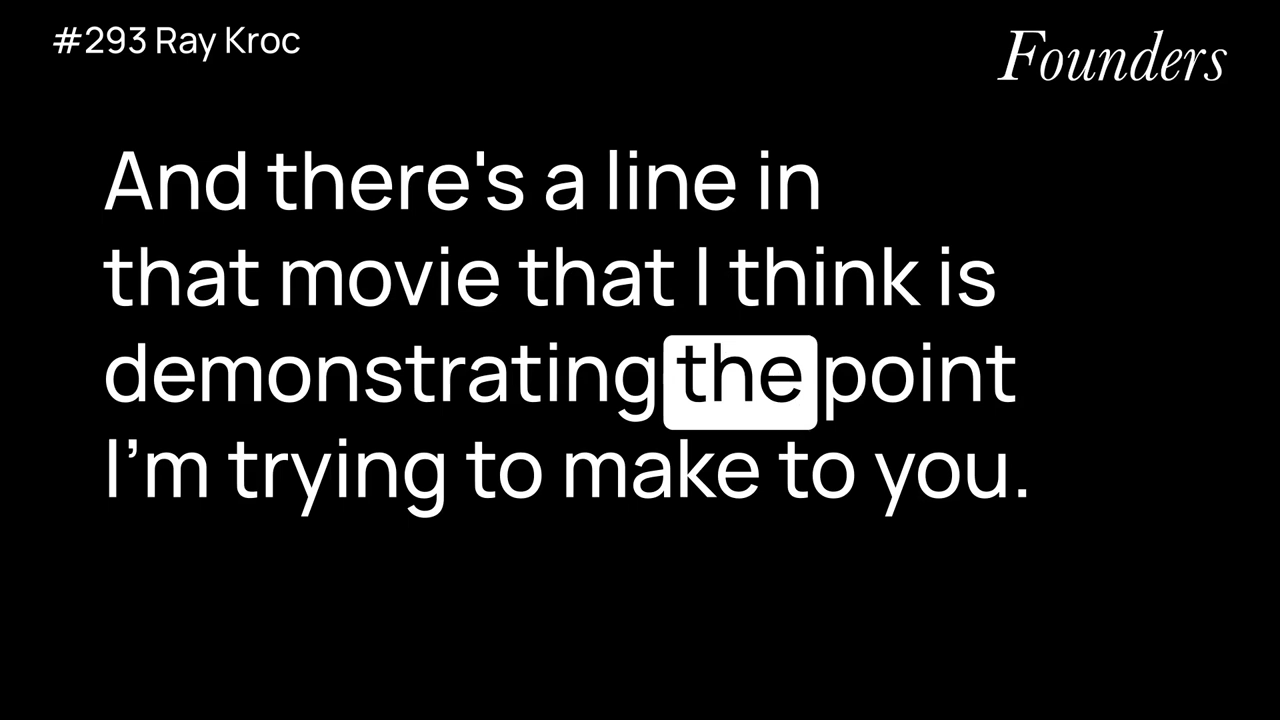 #293 Ray Kroc
Founders
And there's a line in
that movie that I think is
demonstrating the point
I’m trying to make to you.